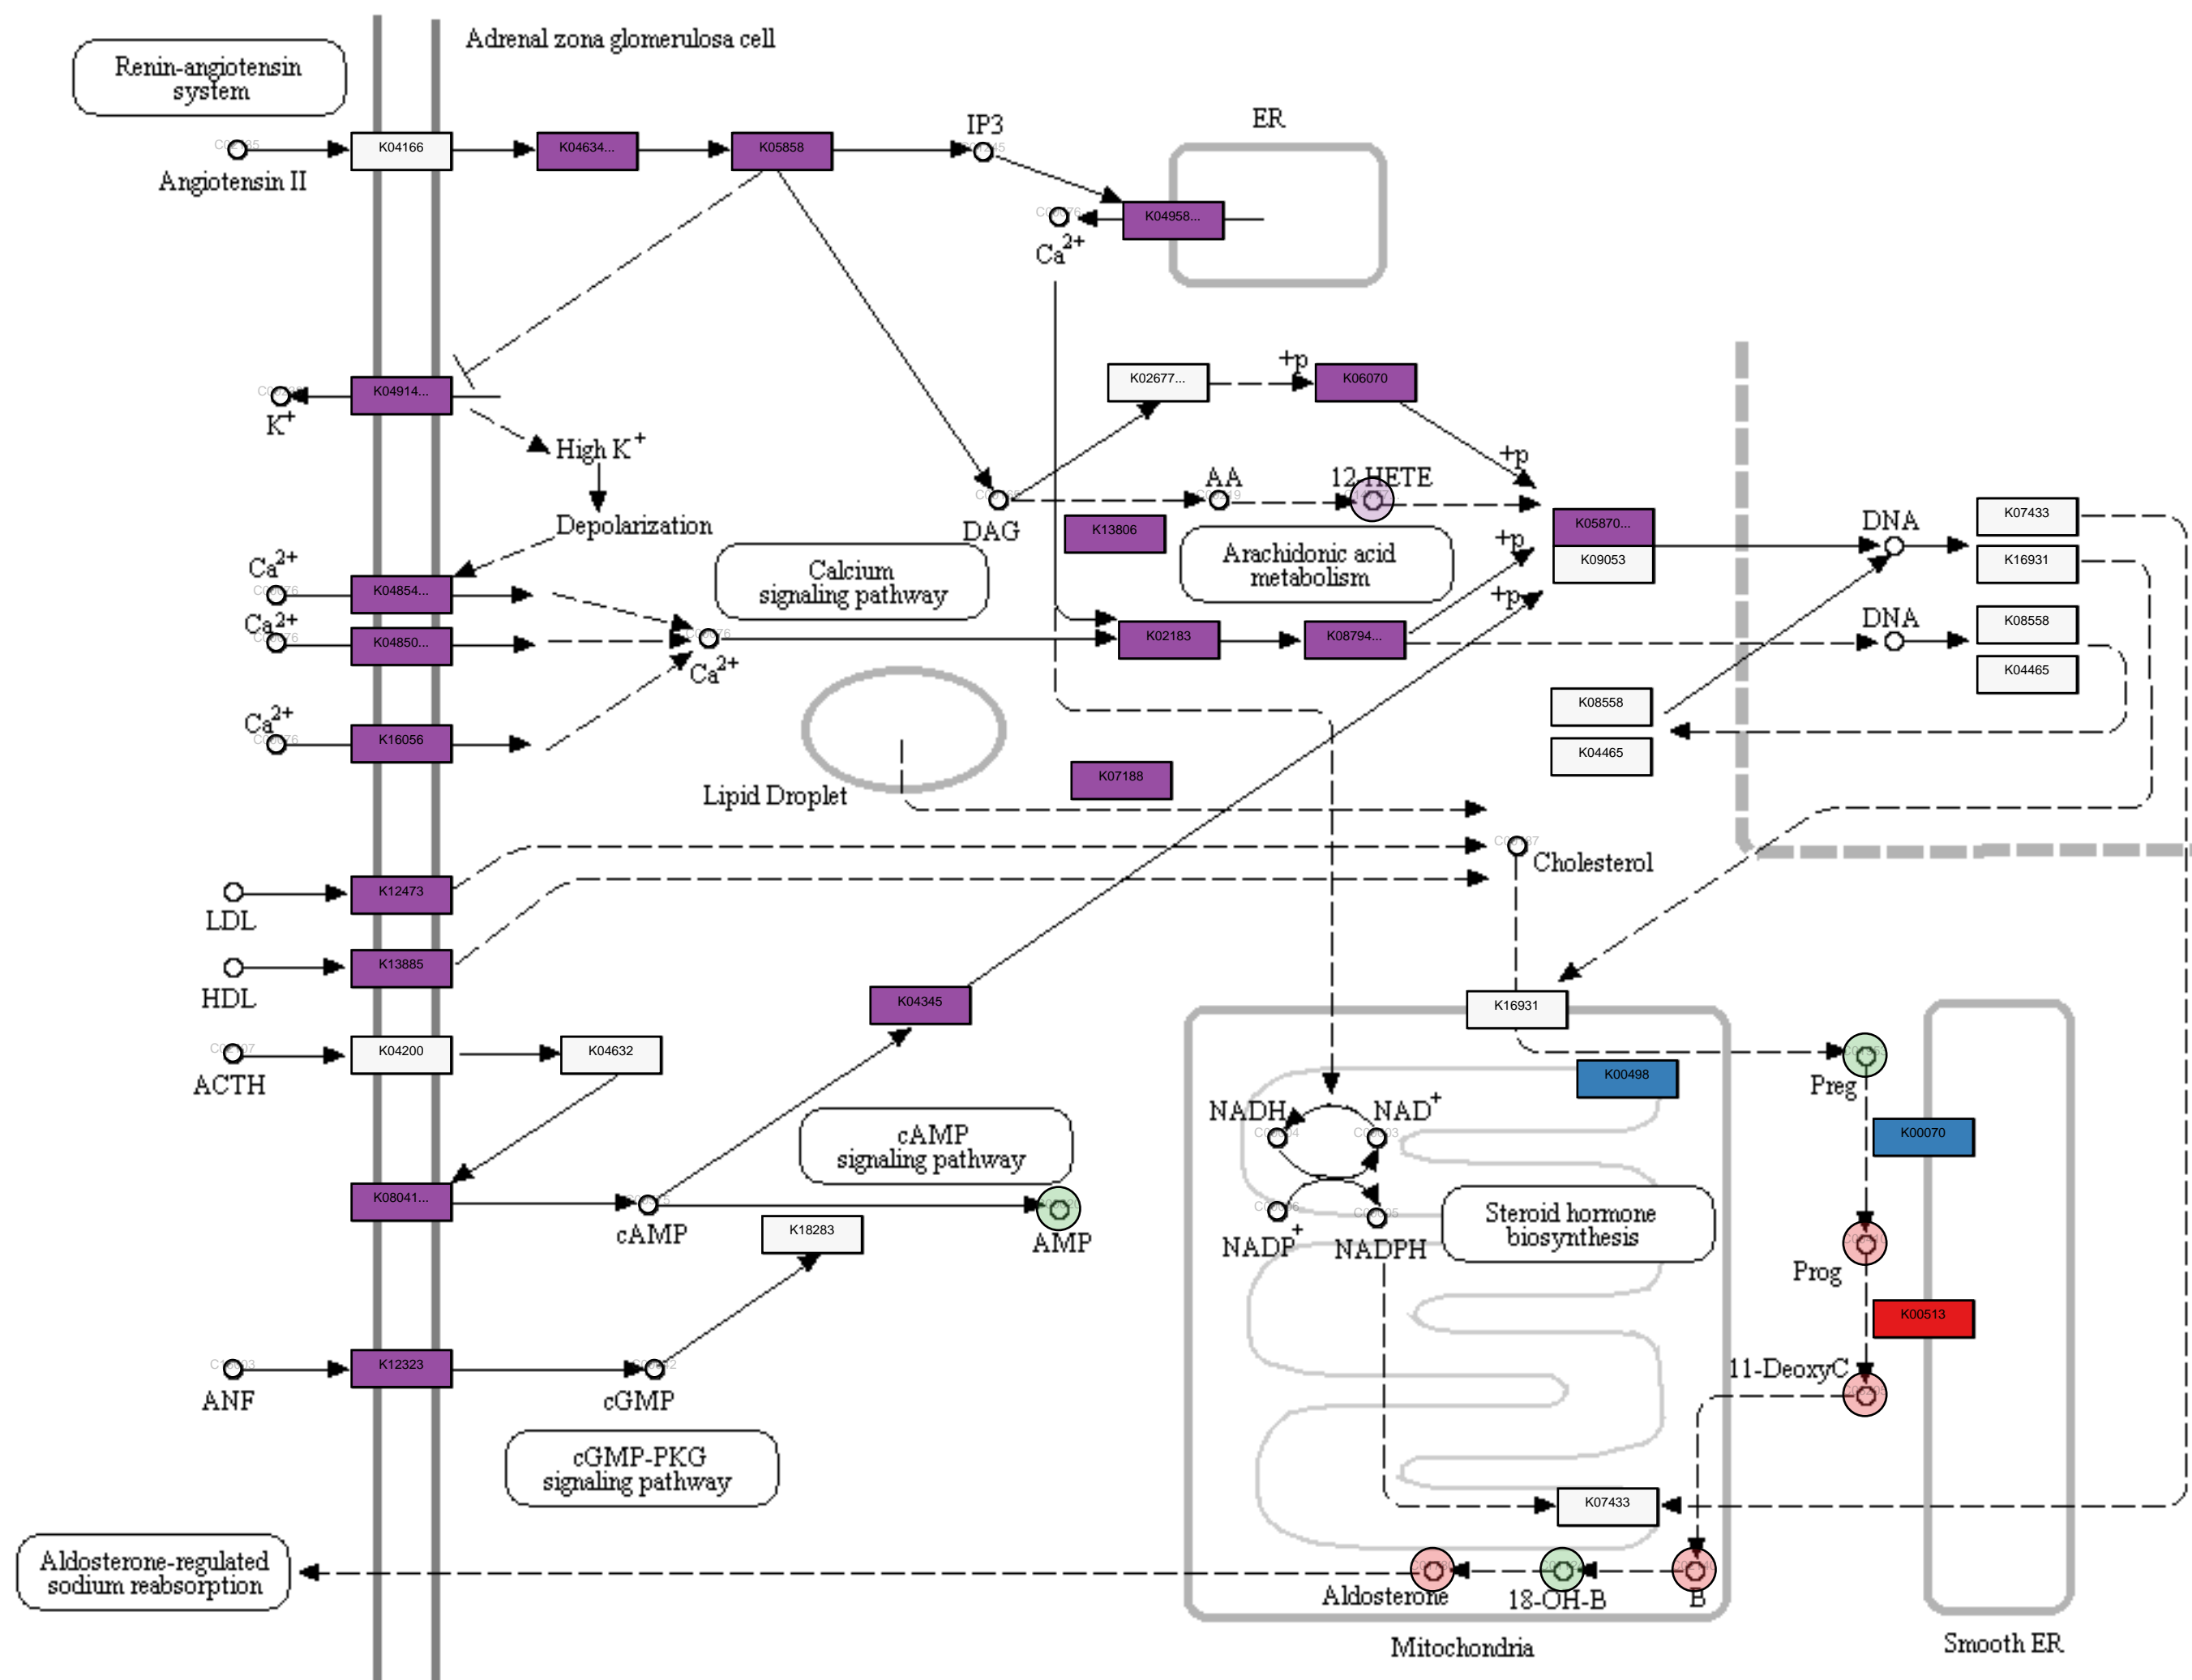 Adrenal zona glomerulosa cell
Renin-angiotensin
system
Angiotensin II
K04166
K04634...
K05858
IP3
ER
K04958...
Ca2+
K04914...
K+
High K+
Depolarization
K02677...
+p
K06070
+p
DAG
AA
12-HETE
K13806
Arachidonic acid
metabolism
Calcium
signaling pathway
+p
+p
K05870...
K09053
DNA
K07433
K16931
DNA
K08558
K04465
Ca2+
K04854...
Ca2+
K04850...
Ca2+
K02183
K08794...
Ca2+
K16056
K08558
K04465
Lipid Droplet
K07188
Cholesterol
LDL
K12473
HDL
K13885
K04345
K16931
ACTH
K04200
K04632
K00498
Preg
K00070
NADH
NAD+
cAMP
signaling pathway
K08041...
cAMP
K18283
AMP
NADP+
NADPH
Steroid hormone
biosynthesis
Prog
K00513
11-DeoxyC
ANF
K12323
cGMP
cGMP-PKG
signaling pathway
K07433
Aldosterone-regulated
sodium reabsorption
Aldosterone
18-OH-B
B
Mitochondria
Smooth ER